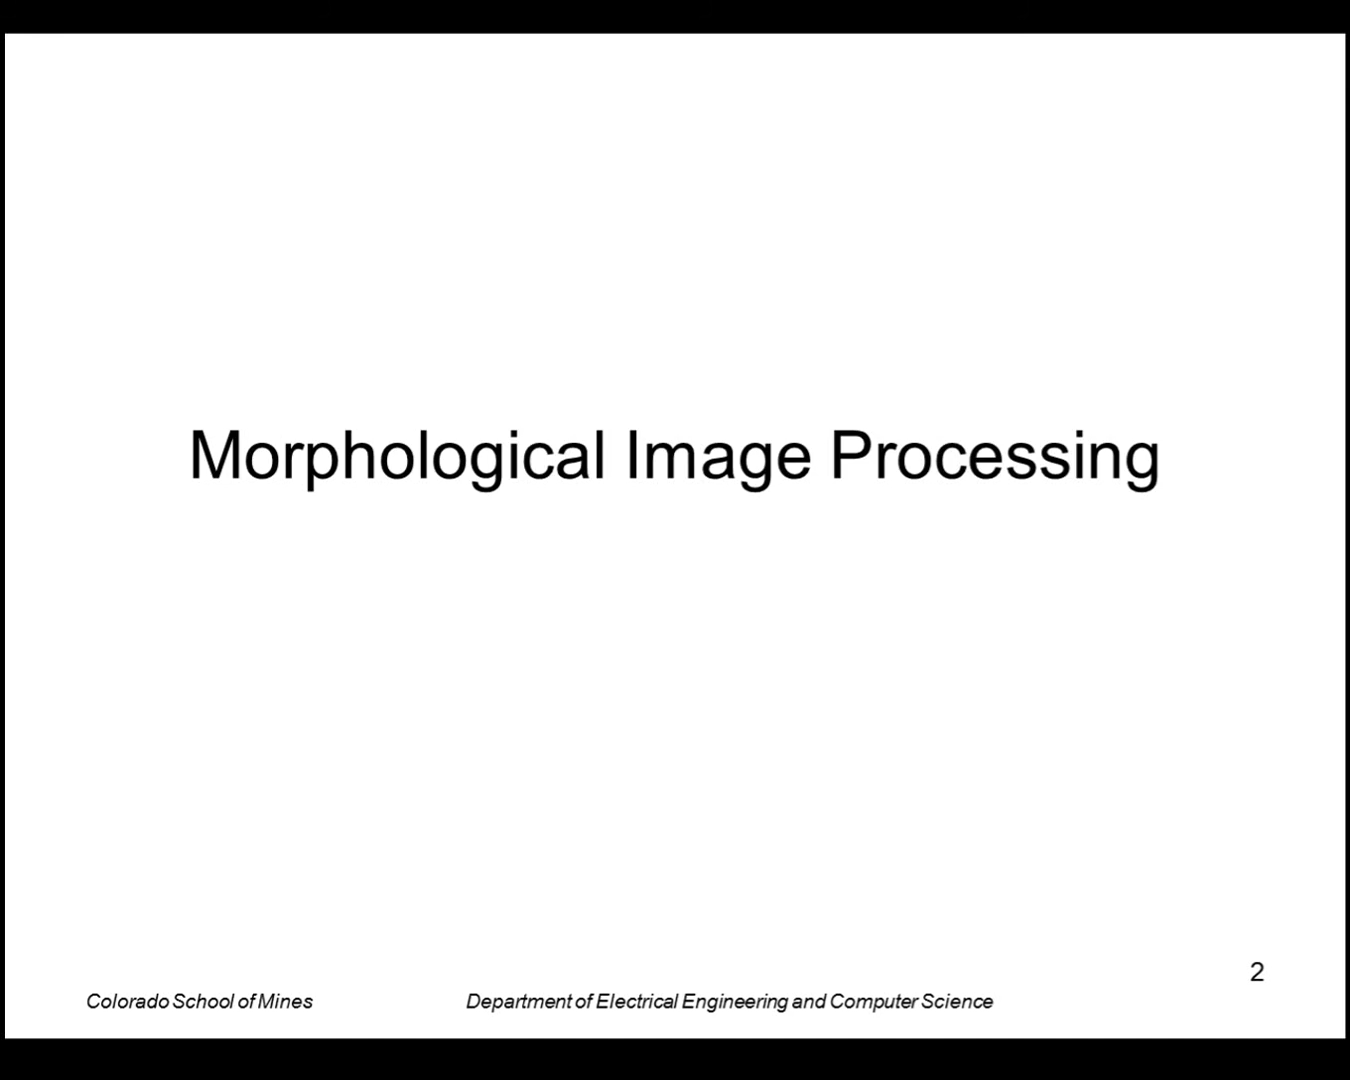 Morphological Image Processing
2
Colorado School of Mines
Department of Electrical Engineering and Computer Science